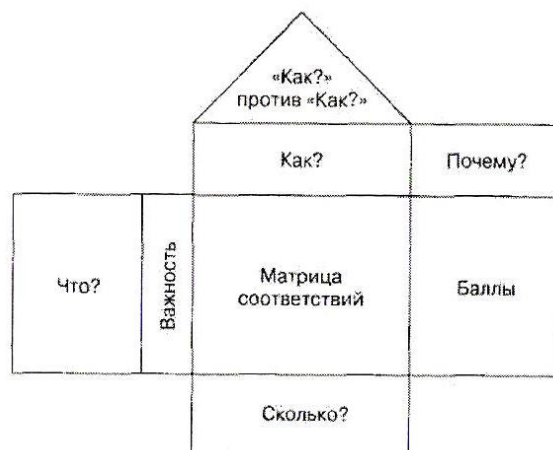 «Как?»
против «Как?»
Как?
Почему?
Что?
Важность
Матрица
соответствий
Баллы
Сколько?